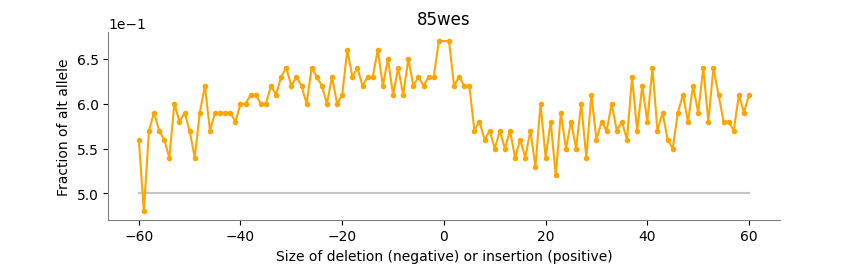 85wes
1e−1
6.5
6.0
5.5
5.0
Fraction of alt allele
−60 −40 −20 0 20 40 60
Size of deletion (negative) or insertion (positive)